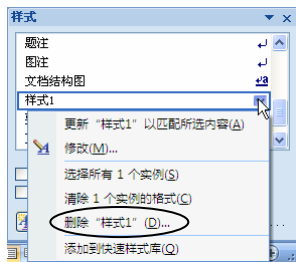 样式
题注
图注
文档结构图
样式1
更新“样式1”以匹配所选内容(A)
修改(M)...
选择所有 1 个实例(S)
清除 1 个实例的格式(C)
删除“样式1”(D)...
添加到快速样式库(Q)